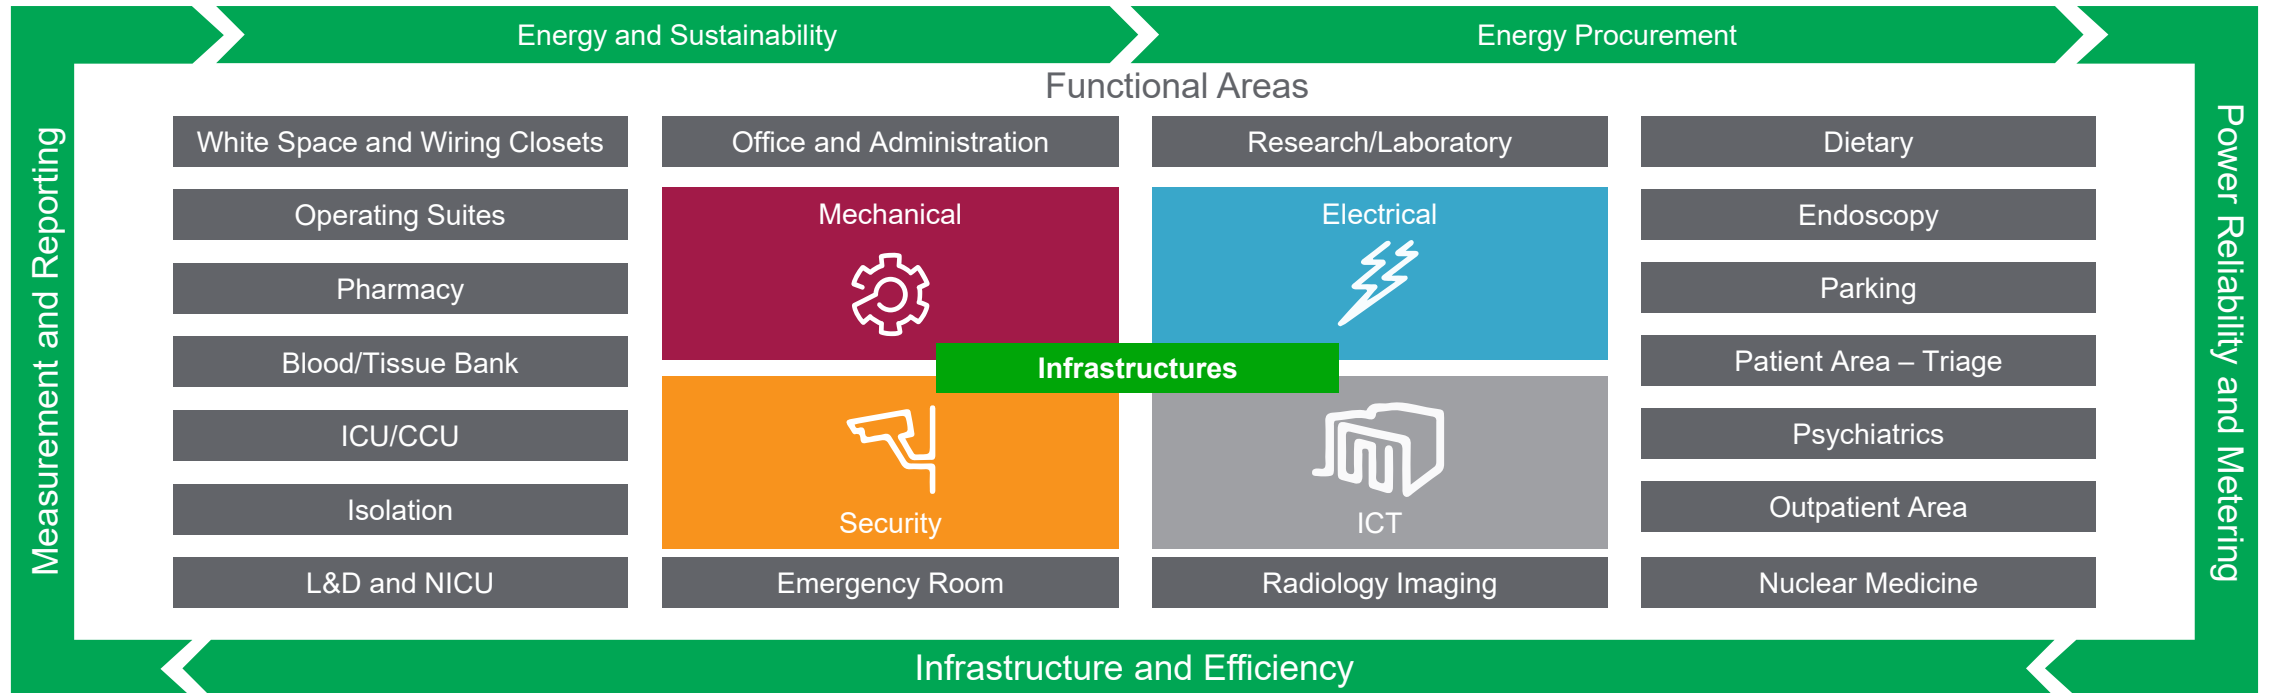 Energy and Sustainability
Energy Procurement
Measurement and Reporting
Power Reliability and Metering
Functional Areas
White Space and Wiring Closets
Office and Administration
Research/Laboratory
Dietary
Operating Suites
Mechanical
Electrical
Endoscopy
Pharmacy
Parking
Blood/Tissue Bank
Infrastructures
Patient Area – Triage
ICU/CCU
Psychiatrics
Isolation
Security
ICT
Outpatient Area
L&D and NICU
Emergency Room
Radiology Imaging
Nuclear Medicine
Infrastructure and Efficiency